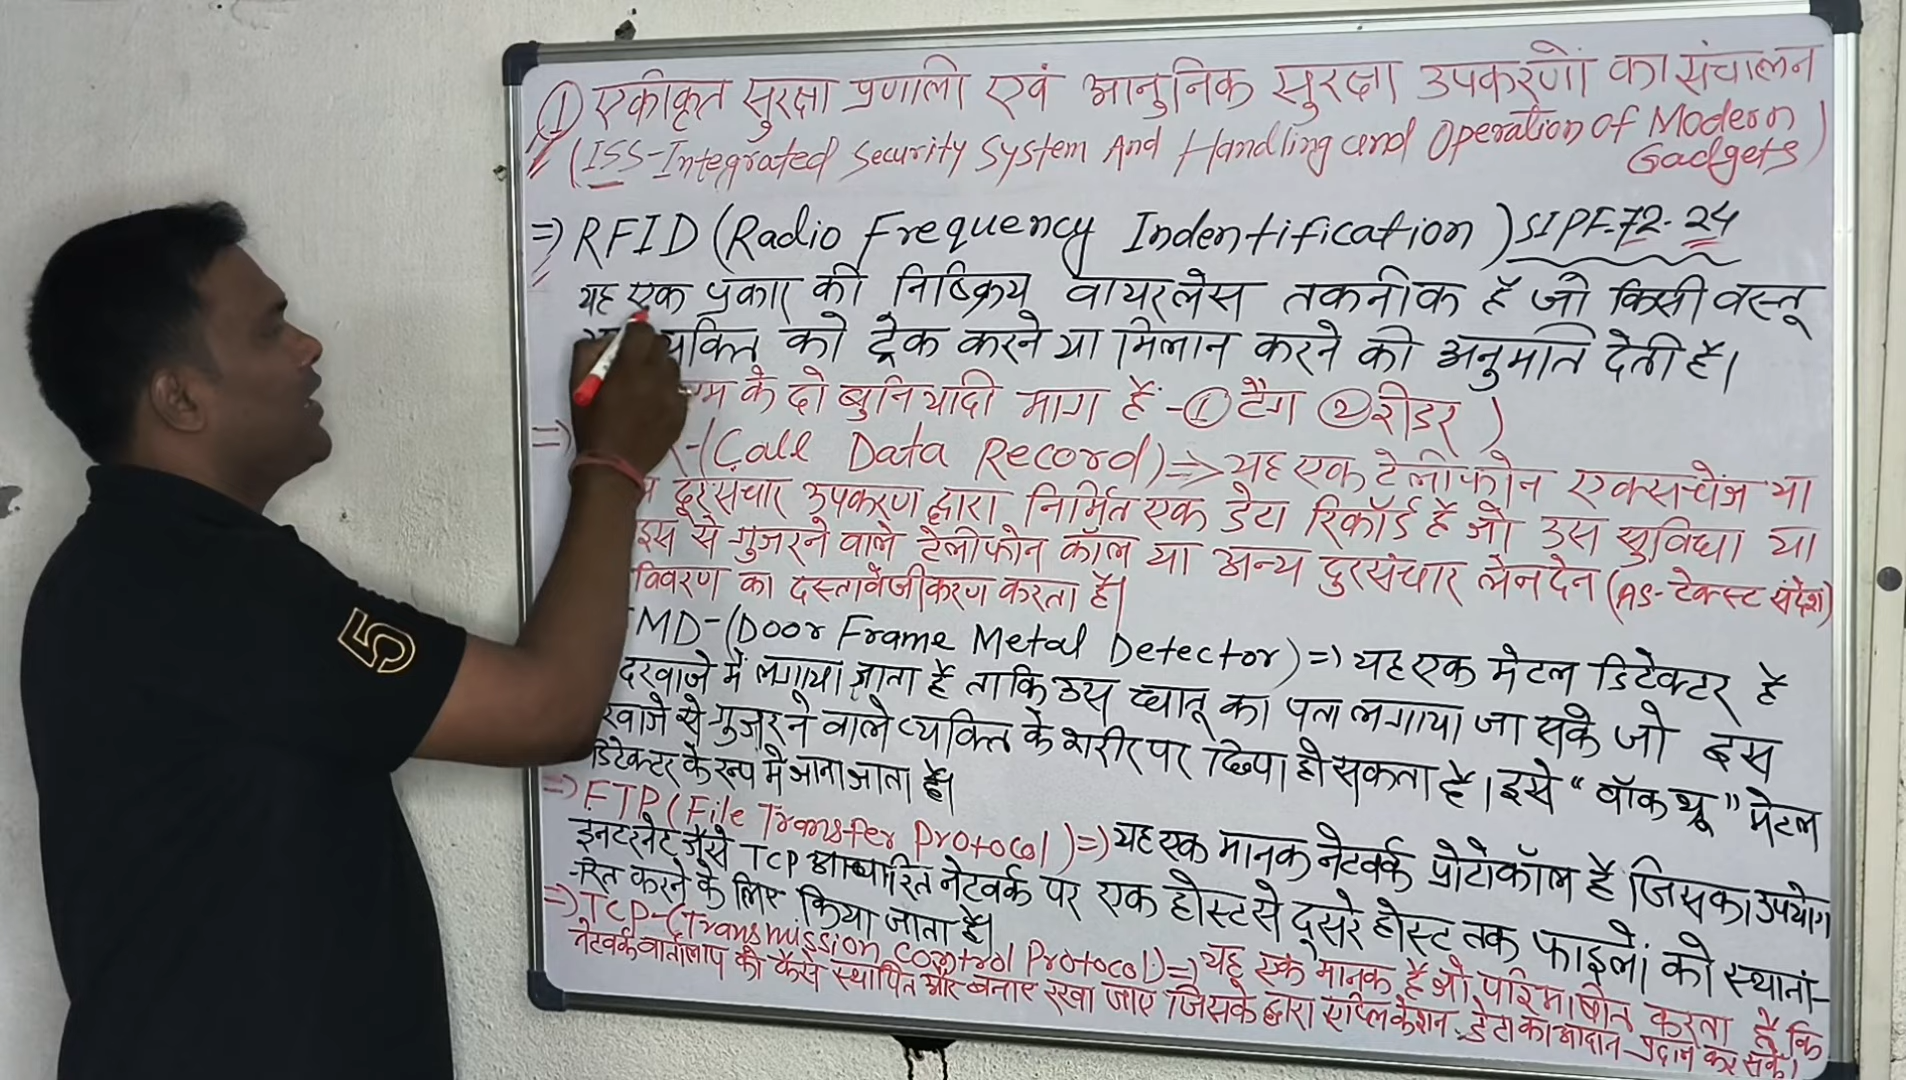 ① एकीकृत सुरक्षा प्रणाली एवं आनुनिक सुरक्षा उपकरणों का संचालन
(ISS-Integrated Security System And Handling and Operation of Modern
Gadgets)
⇒ RFID (Radio Frequency Indentification) SIPF-72-24
यह एक प्रकार की निष्क्रिय वायरलेस तकनीक है जो किसी वस्तू
व्यक्ति को ट्रेक करने या मिलान करने की अनुमति देती है।
के दो बुनियादी भाग हैं - ① टैग ② रीडर)
⇒ R-(Call Data Record) ⇒ यह एक टेलीफोन एक्सचेंज या
दुरसंचार उपकरण द्वारा निर्मित एक डेटा रिकॉर्ड है जो उस सुविधा या
इस से गुजरने वाले टेलीफोन कॉल या अन्य दुरसंचार लेनदेन (AS-टेक्स्ट संदेश)
विवरण का दस्तावेजीकरण करता है।
MD-(Door Frame Metal Detector) ⇒ यह एक मेटल डिटेक्टर है
दरवाजे में लगाया जाता है ताकि उस धातू का पता लगाया जा सके जो इस
रवाजे से गुजरने वाले व्यक्ति के शरीर पर छिपा हो सकता है। इसे "वॉक थ्रू" मेटल
डिटेक्टर के रूप में जाना जाता है।
⇒ FTP (File Transfer Protocol) ⇒ यह एक मानक नेटवर्क प्रोटोकॉल है जिसका उपयोग
इनटरनेट जैसे TCP आधारित नेटवर्क पर एक होस्ट से दूसरे होस्ट तक फाइलों को स्थानां-
-रित करने के लिए किया जाता है।
⇒ TCP-(Transmission Control Protocol) ⇒ यह एक मानक है जो परिभाषीत करता है कि
नेटवर्क वार्तालाप को कैसे स्थापित और बनाए रखा जाए जिसके द्वारा एप्लिकेशन डेटा का आदान प्रदान कर सके।
5